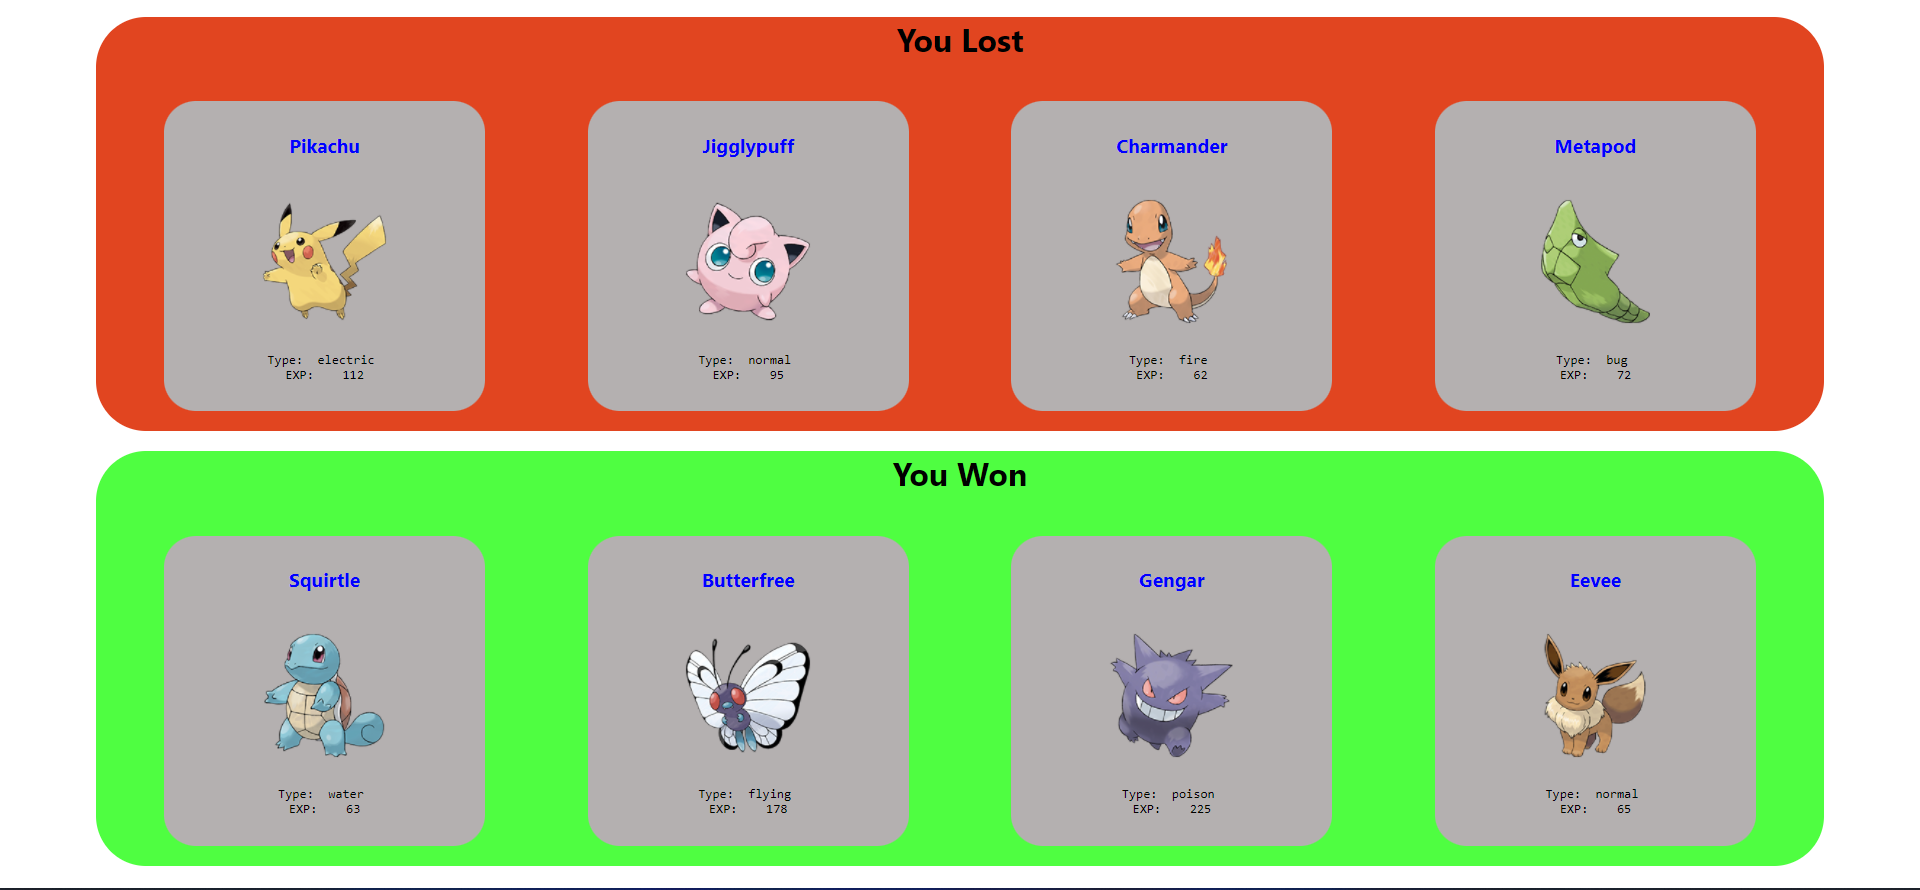 You Lost
Pikachu Jigglypuff Charmander Metapod
Type: electric Type: normal Type: fire Type: bug
EXP: 112 EXP: 95 EXP: 62 EXP: 72
You Won
Squirtle Butterfree Gengar Eevee
Type: water Type: flying Type: poison Type: normal
EXP: 63 EXP: 178 EXP: 225 EXP: 65